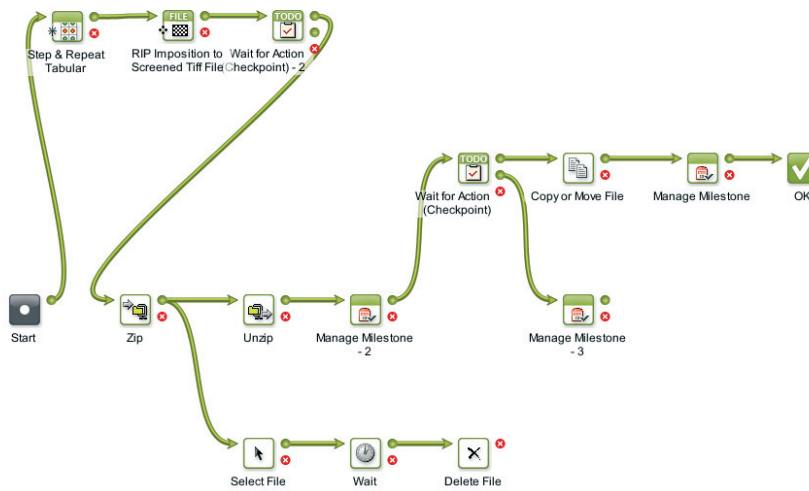 FILE
TODO
Step & Repeat
Tabular
RIP Imposition to
Screened Tiff File
Wait for Action
(Checkpoint) - 2
TODO
Wait for Action
(Checkpoint)
Copy or Move File
Manage Milestone
OK
Start
Zip
Unzip
Manage Milestone
- 2
Manage Milestone
- 3
Select File
Wait
Delete File